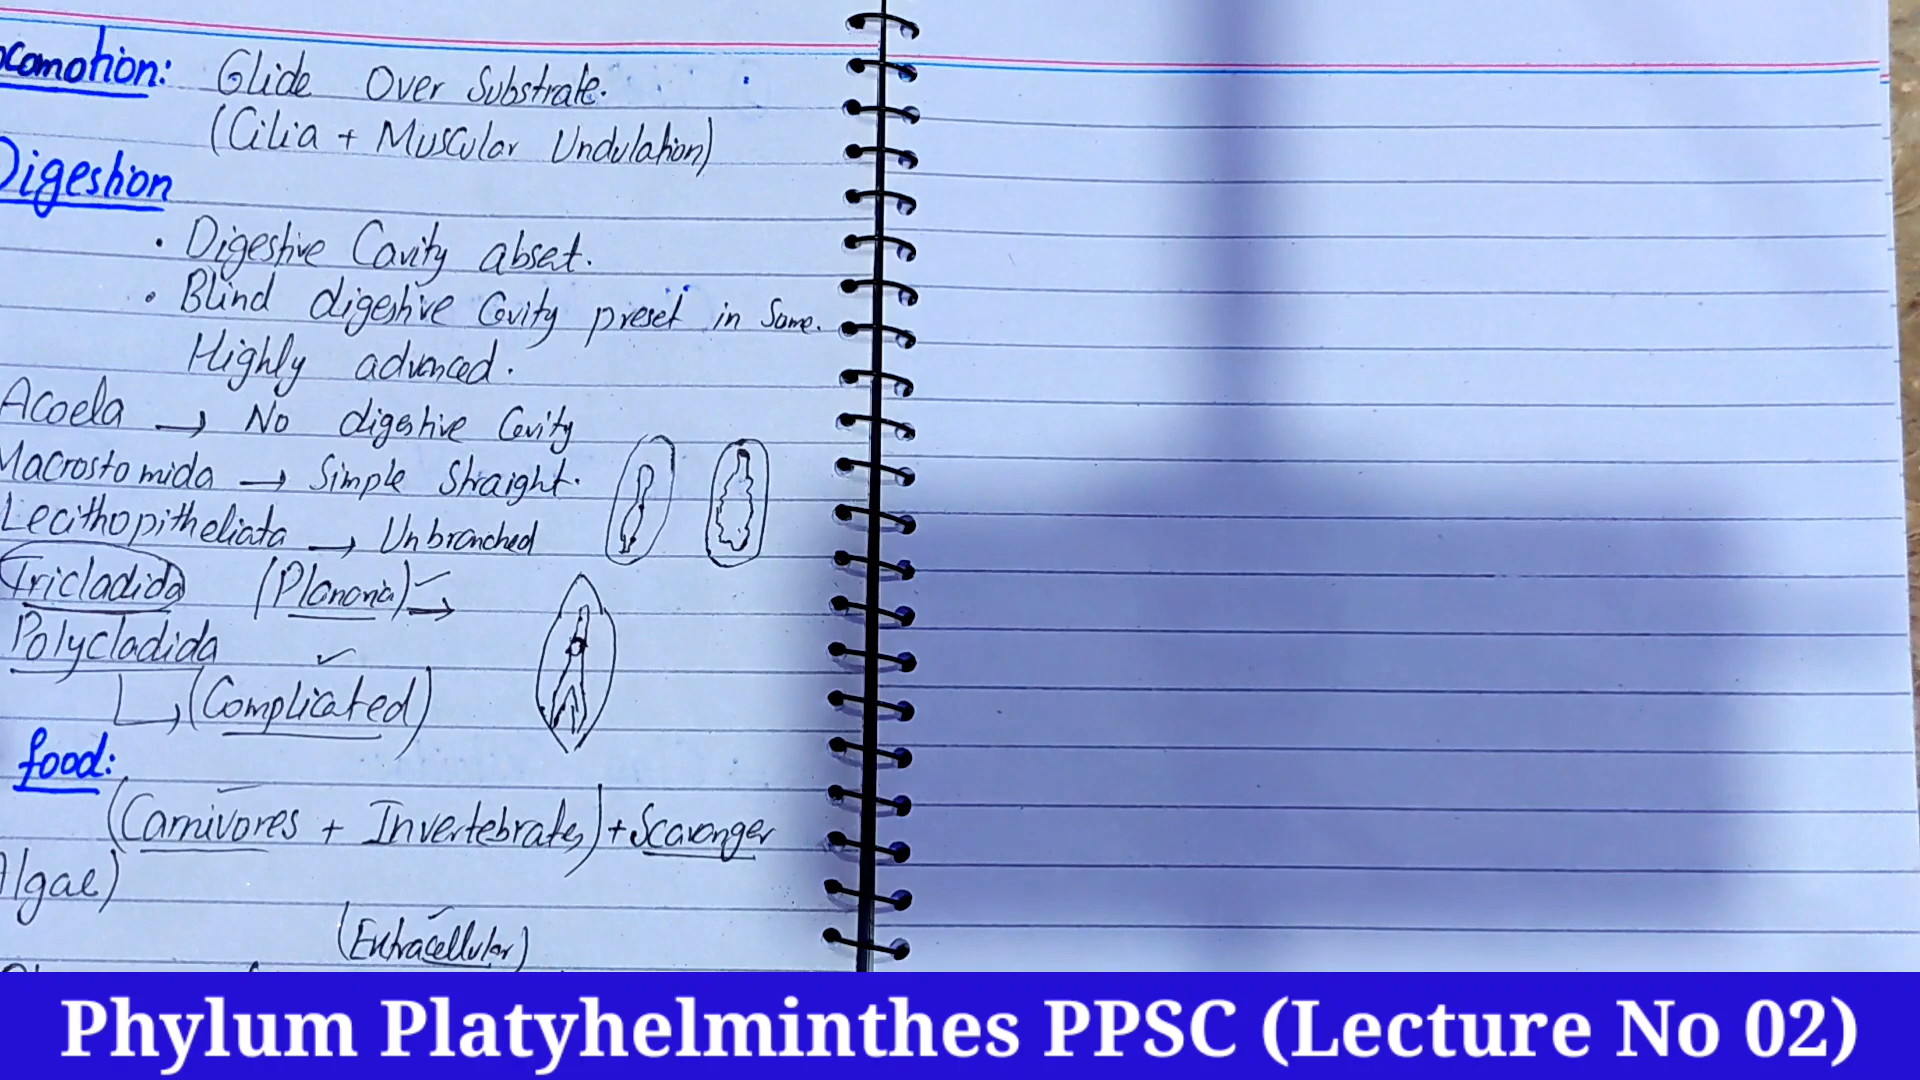 ocomotion: Glide Over Substrate.
(Cilia + Muscular Undulation)
Digestion
• Digestive Cavity abset.
• Blind digestive Cavity preset in Some.
Highly advanced.
Acoela → No digestive Cavity
Macrostomida → Simple Straight.
Lecithopitheliata → Unbranched
Tricladida (Planaria) →
Polycladida
(Complicated)
food:
(Carnivores + Invertebrates) + Scavenger
Algae)
(Extracellular)
Phylum Platyhelminthes PPSC (Lecture No 02)